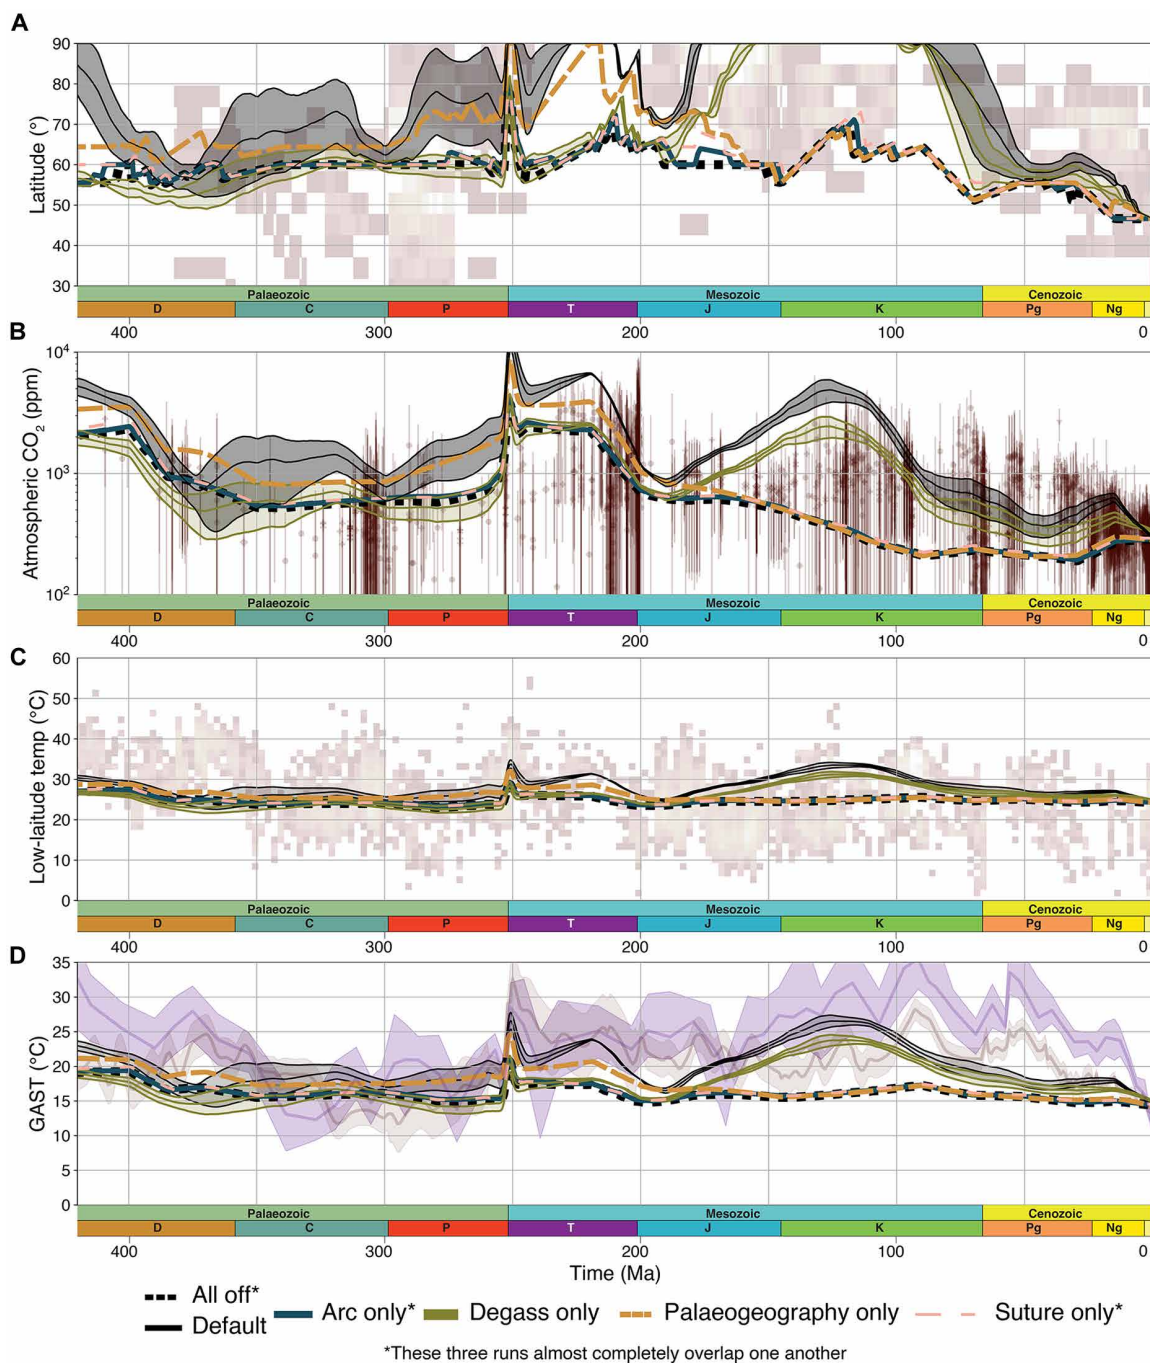 A
90
80
70
60
50
40
30
Latitude (°)
Palaeozoic Mesozoic Cenozoic
D C P T J K Pg Ng
400 300 200 100 0
B
10⁴
10³
10²
Atmospheric CO₂ (ppm)
Palaeozoic Mesozoic Cenozoic
D C P T J K Pg Ng
400 300 200 100 0
C
60
50
40
30
20
10
0
Low-laitude temp (°C)
Palaeozoic Mesozoic Cenozoic
D C P T J K Pg Ng
400 300 200 100 0
D
35
30
25
20
15
10
5
0
GAST (°C)
Palaeozoic Mesozoic Cenozoic
D C P T J K Pg Ng
400 300 200 100 0
Time (Ma)
All off*
Default
Arc only*
Degass only
Palaeogeography only
Suture only*
*These three runs almost completely overlap one another